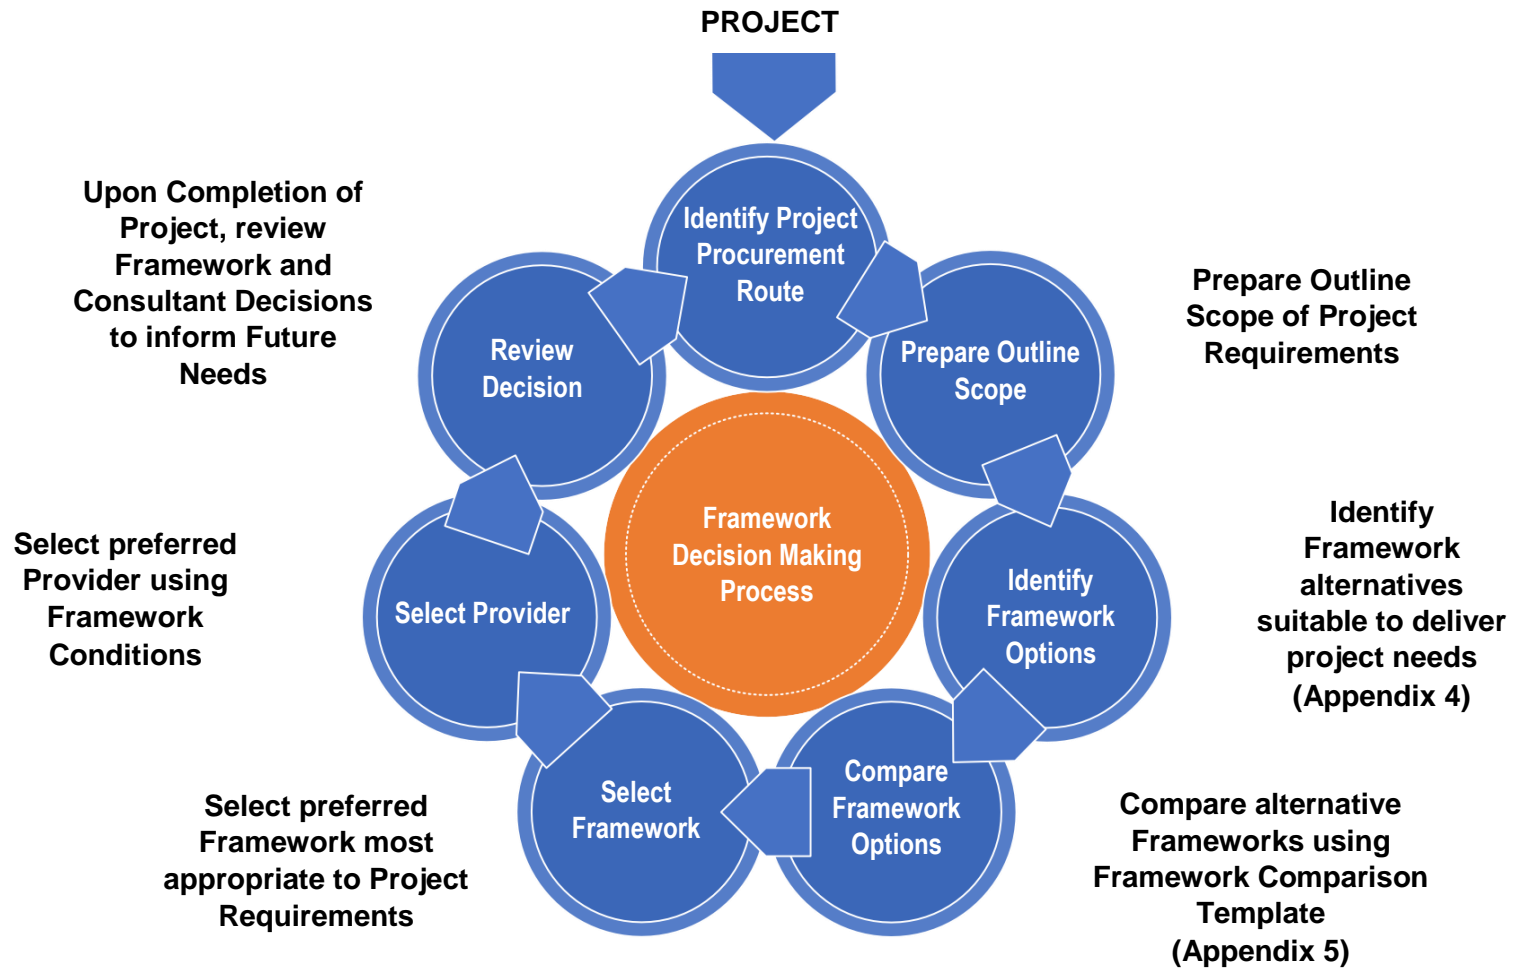 PROJECT
Identify Project
Procurement
Route
Prepare Outline
Scope
Prepare Outline
Scope of Project
Requirements
Identify
Framework
Options
Identify
Framework
alternatives
suitable to deliver
project needs
(Appendix 4)
Compare
Framework
Options
Compare alternative
Frameworks using
Framework Comparison
Template
(Appendix 5)
Select
Framework
Select preferred
Framework most
appropriate to Project
Requirements
Select Provider
Select preferred
Provider using
Framework
Conditions
Review
Decision
Upon Completion of
Project, review
Framework and
Consultant Decisions
to inform Future
Needs
Framework
Decision Making
Process